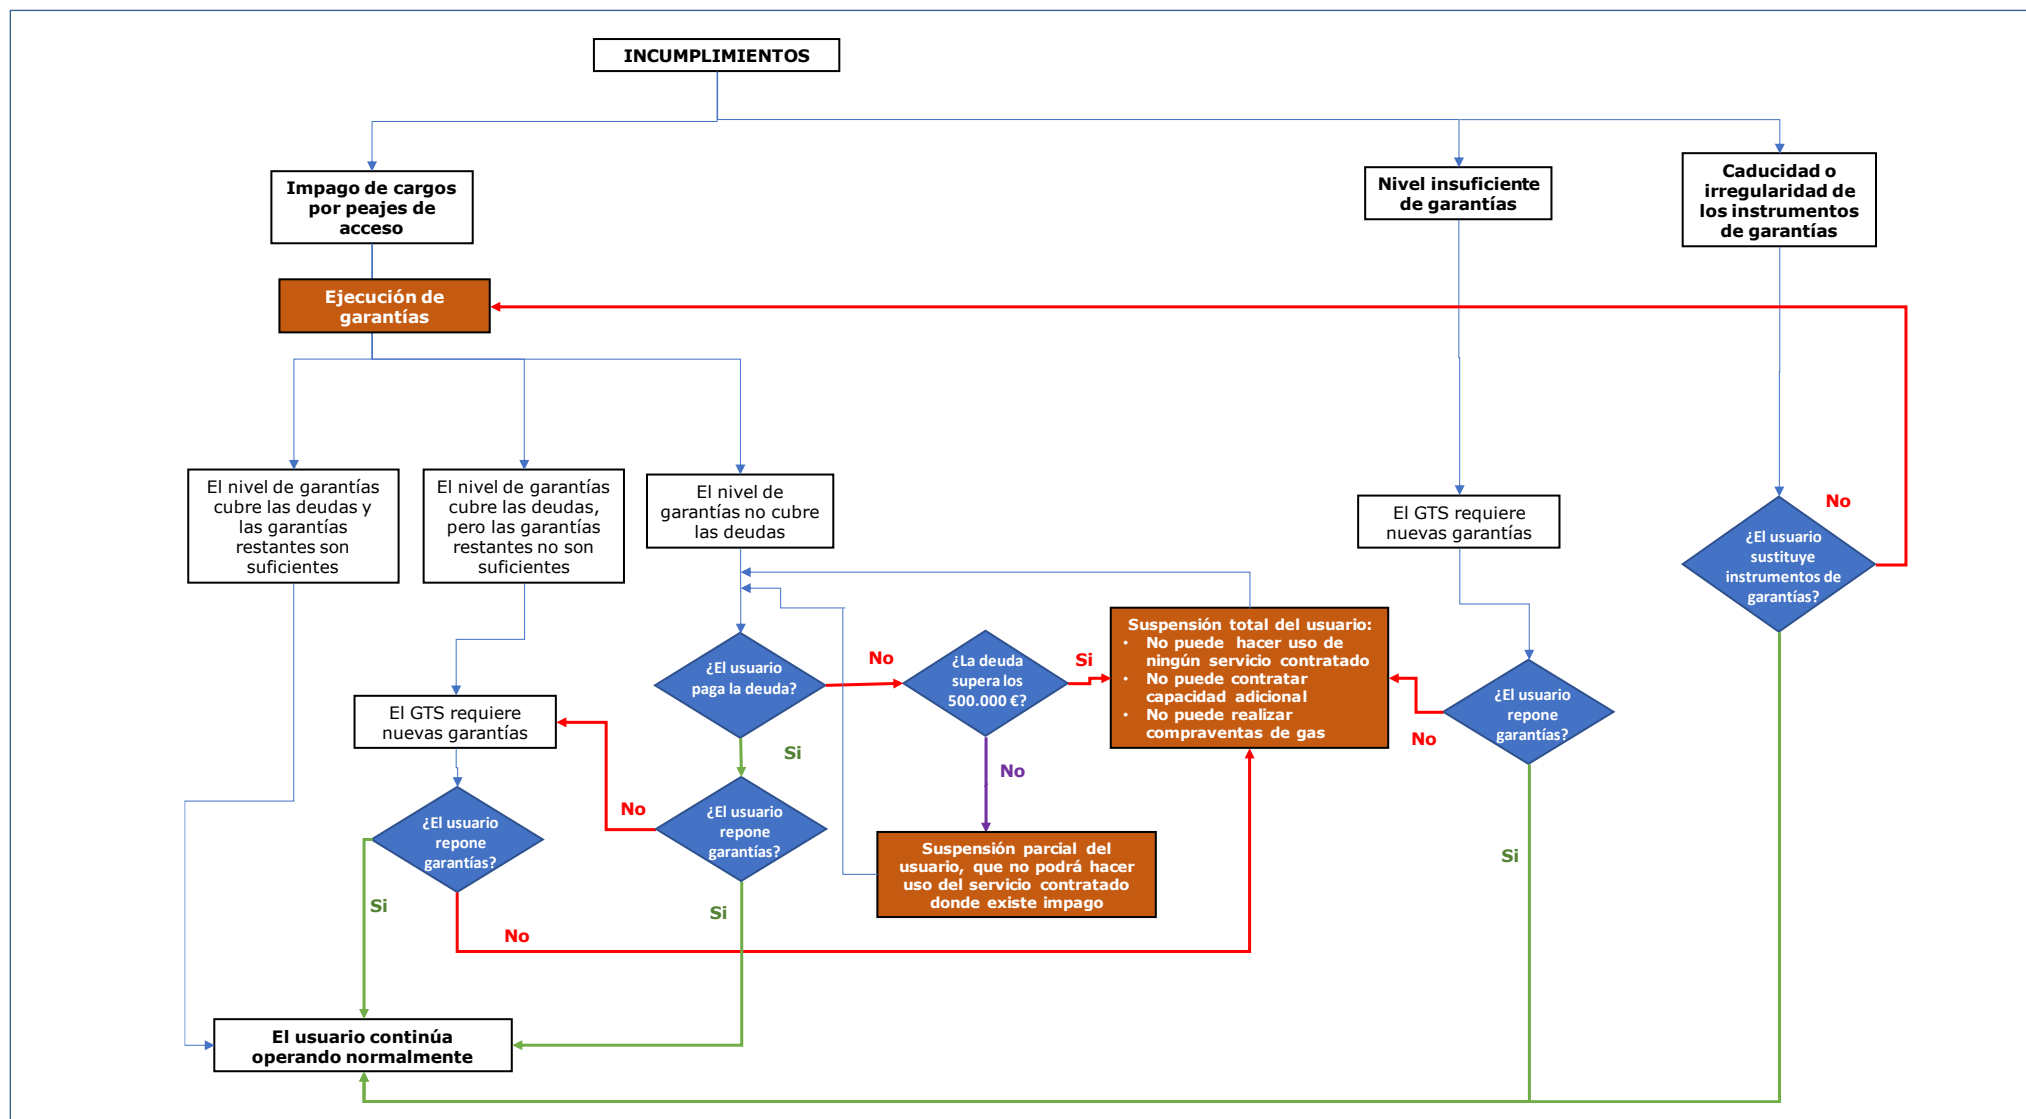 INCUMPLIMIENTOS
Impago de cargos
por peajes de
acceso
Nivel insuficiente
de garantías
Caducidad o
irregularidad de
los instrumentos
de garantías
Ejecución de
garantías
El nivel de garantías
cubre las deudas y
las garantías
restantes son
suficientes
El nivel de garantías
cubre las deudas,
pero las garantías
restantes no son
suficientes
El nivel de
garantías no cubre
las deudas
El GTS requiere
nuevas garantías
¿El usuario
sustituye
instrumentos de
garantías?
No
¿El usuario
paga la deuda?
No
¿La deuda
supera los
500.000 €?
Si
Suspensión total del usuario:
• No puede hacer uso de
ningún servicio contratado
• No puede contratar
capacidad adicional
• No puede realizar
compraventas de gas
¿El usuario
repone
garantías?
No
El GTS requiere
nuevas garantías
Si
No
No
¿El usuario
repone
garantías?
¿El usuario
repone
garantías?
Suspensión parcial del
usuario, que no podrá hacer
uso del servicio contratado
donde existe impago
Si
Si
Si
No
El usuario continúa
operando normalmente